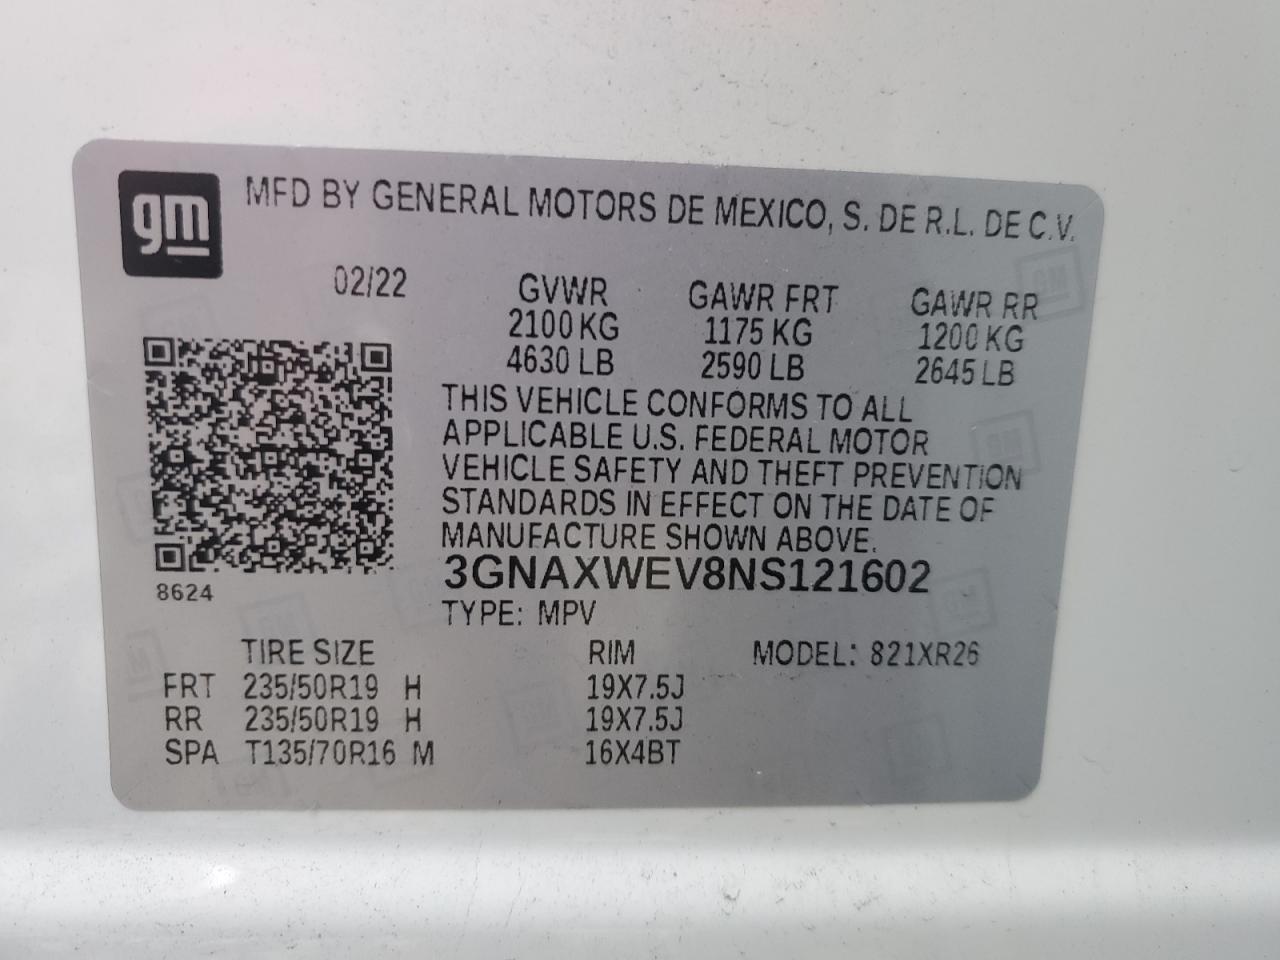 gm
MFD BY GENERAL MOTORS DE MEXICO, S. DE R.L. DE C.V.
02/22 GVWR GAWR FRT GAWR RR
2100 KG 1175 KG 1200 KG
4630 LB 2590 LB 2645 LB
THIS VEHICLE CONFORMS TO ALL
APPLICABLE U.S. FEDERAL MOTOR
VEHICLE SAFETY AND THEFT PREVENTION
STANDARDS IN EFFECT ON THE DATE OF
MANUFACTURE SHOWN ABOVE.
3GNAXWEV8NS121602
8624
TYPE: MPV
TIRE SIZE RIM MODEL: 821XR26
FRT 235/50R19 H 19X7.5J
RR 235/50R19 H 19X7.5J
SPA T135/70R16 M 16X4BT